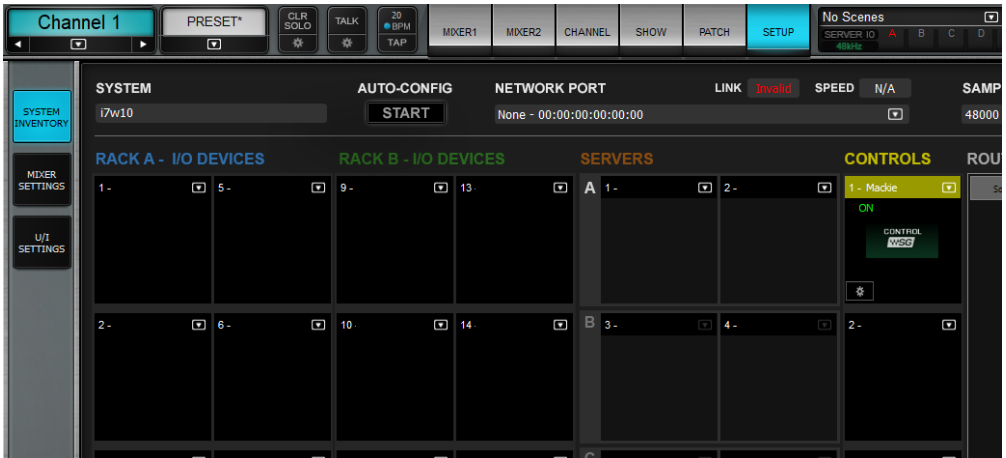 Channel 1
PRESET*
CLR SOLO
TALK
20 BPM
TAP
MIXER1
MIXER2
CHANNEL
SHOW
PATCH
SETUP
No Scenes
SERVER IO A B C D
48kHz
SYSTEM INVENTORY
MIXER SETTINGS
U/I SETTINGS
SYSTEM
i7w10
AUTO-CONFIG
START
NETWORK PORT
LINK Invalid
SPEED N/A
None - 00:00:00:00:00:00
SAMP
48000
RACK A - I/O DEVICES
RACK B - I/O DEVICES
SERVERS
CONTROLS
ROU
1 -
5 -
9 -
13
A 1 -
2 -
1 - Mackie
ON
CONTROL
WSG
2 -
6 -
10
14
B 3 -
4 -
2 -
C